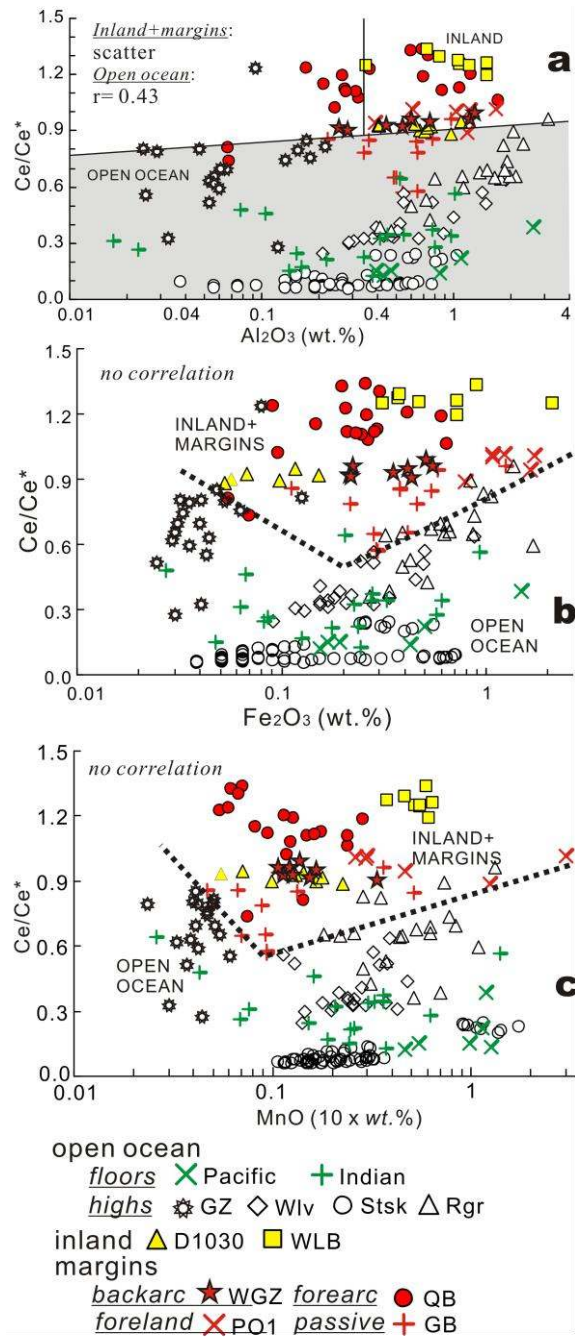 Inland+margins:
scatter
Open ocean:
r= 0.43
INLAND
a
OPEN OCEAN
Ce/Ce*
1.5
1.2
0.9
0.6
0.3
0.0
0.01
0.04
0.1
0.4
1
4
Al2O3 (wt.%)
1.5
no correlation
INLAND+
MARGINS
1.2
0.9
0.6
0.3
0.0
Ce/Ce*
b
OPEN
OCEAN
0.01
0.1
1
Fe2O3 (wt.%)
1.5
no correlation
1.2
0.9
0.6
0.3
0.0
Ce/Ce*
INLAND+
MARGINS
OPEN
OCEAN
c
0.01
0.1
1
MnO (10 x wt.%)
open ocean
floors Pacific Indian
highs GZ Wlv Stsk Rgr
inland D1030 WLB
margins
backarc WGZ forearc QB
foreland PO1 passive GB